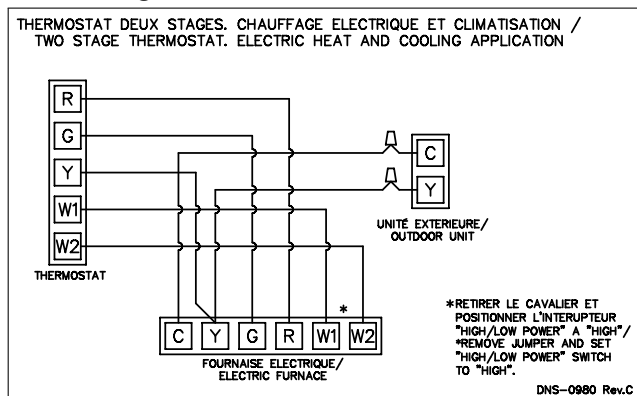 THERMOSTAT DEUX STAGES. CHAUFFAGE ELECTRIQUE ET CLIMATISATION /
TWO STAGE THERMOSTAT. ELECTRIC HEAT AND COOLING APPLICATION
R
G
Y
W1
W2
THERMOSTAT
C
Y
UNITÉ EXTERIEURE/
OUTDOOR UNIT
*
C Y G R W1 W2
FOURNAISE ELECTRIQUE/
ELECTRIC FURNACE
*RETIRER LE CAVALIER ET
POSITIONNER L'INTERUPTEUR
"HIGH/LOW POWER" A "HIGH"/
*REMOVE JUMPER AND SET
"HIGH/LOW POWER" SWITCH
TO "HIGH".
DNS-0980 Rev.C